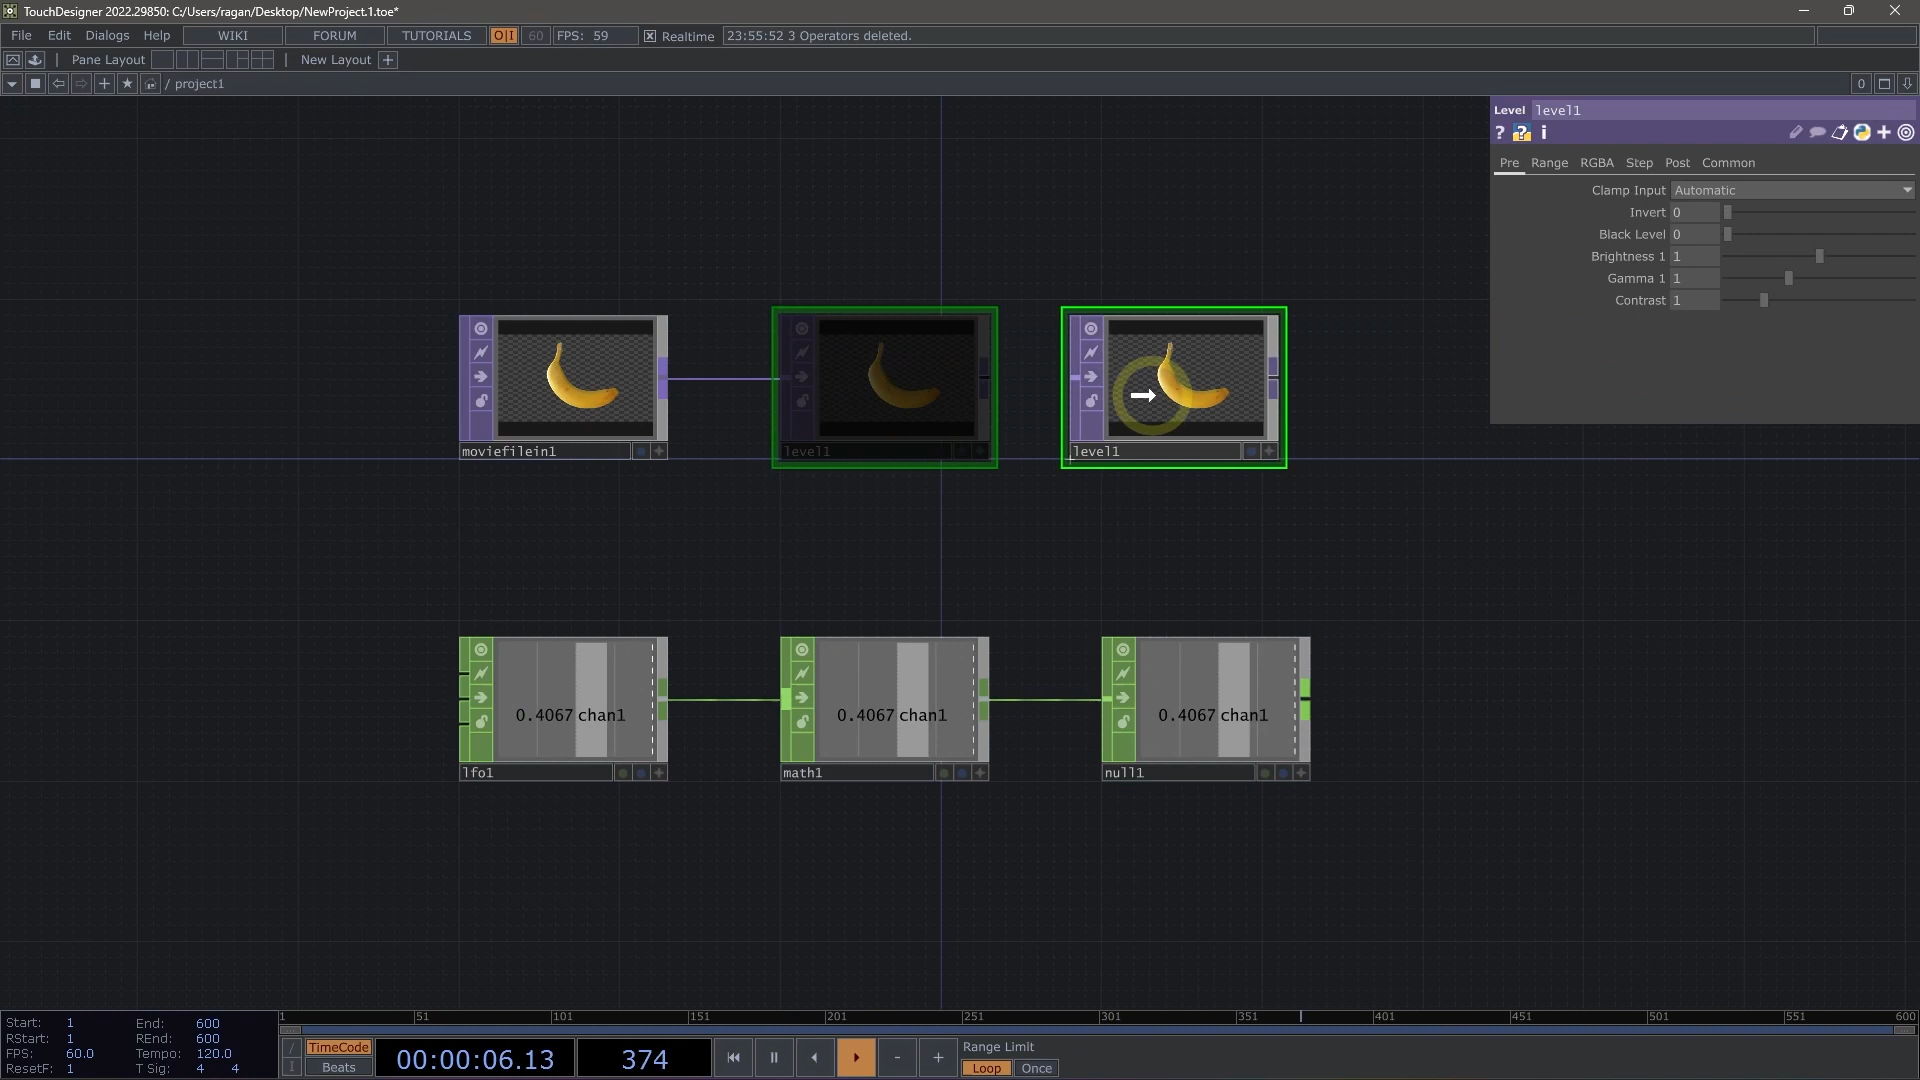 TouchDesigner 2022.29850: C:/Users/ragan/Desktop/NewProject.1.toe*
File Edit Dialogs Help WIKI FORUM TUTORIALS O|I 60 FPS: 59 Realtime 23:55:52 3 Operators deleted.
Pane Layout New Layout +
/ project1 0
Level level1
? ? i
Pre Range RGBA Step Post Common
Clamp Input Automatic
Invert 0
Black Level 0
Brightness 1 1
Gamma 1 1
Contrast 1
moviefilein1 level1 level1
0.4067 chan1 0.4067 chan1 0.4067 chan1
lfo1 math1 null1
1 51 101 151 201 251 301 351 401 451 501 551 600
Start: 1 End: 600
RStart: 1 REnd: 600
FPS: 60.0 Tempo: 120.0
ResetF: 1 T Sig: 4 4
TimeCode
Beats
00:00:06.13 374
- +
Range Limit
Loop Once